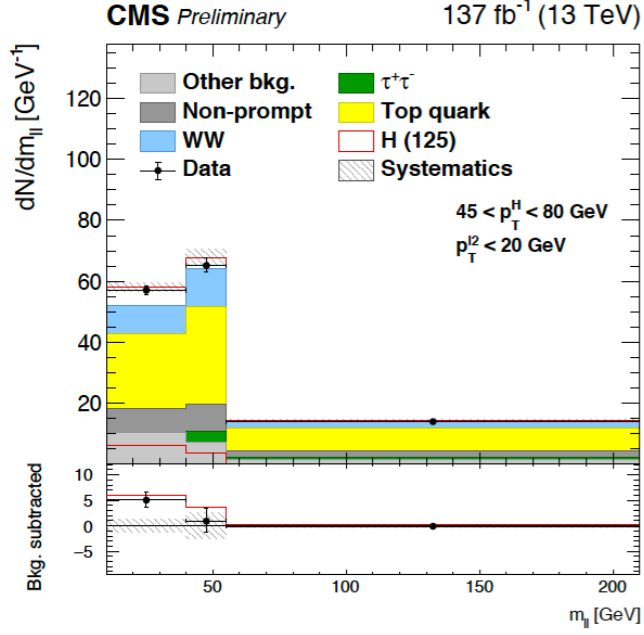 CMS Preliminary 137 fb⁻¹ (13 TeV)
dN/dm_ll [GeV⁻¹]
Other bkg. τ⁺τ⁻
Non-prompt Top quark
WW H (125)
Data Systematics
45 < p_T^H < 80 GeV
p_T^l2 < 20 GeV
120
100
80
60
40
20
Bkg. subtracted
10
5
0
−5
50 100 150 200
m_ll [GeV]